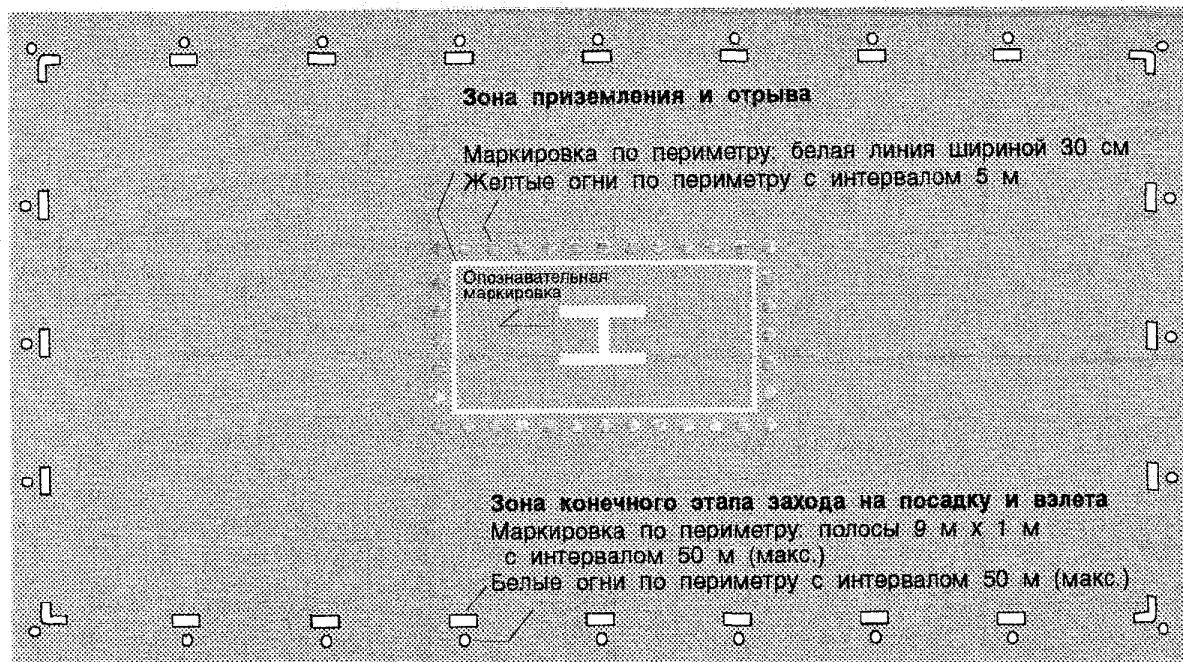 Зона приземления и отрыва
Маркировка по периметру: белая линия шириной 30 см
Желтые огни по периметру с интервалом 5 м
Опознавательная
маркировка
H
Зона конечного этапа захода на посадку и взлета
Маркировка по периметру: полосы 9 м х 1 м
с интервалом 50 м (макс.)
Белые огни по периметру с интервалом 50 м (макс.)